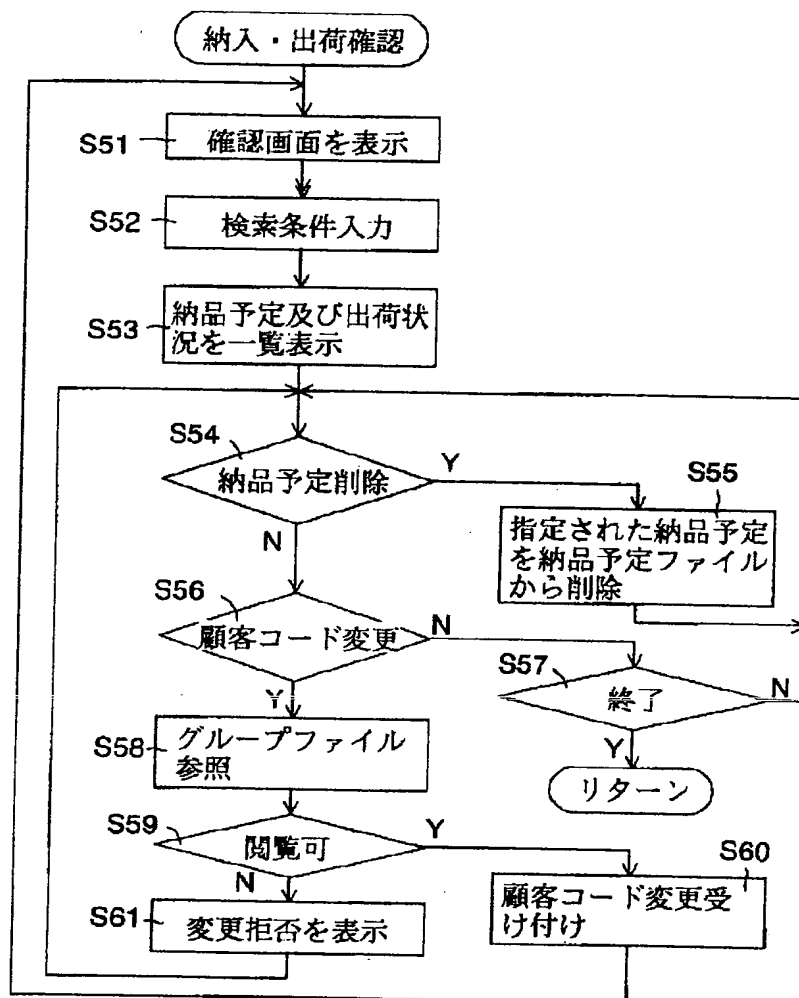 納入・出荷確認
S51
確認画面を表示
S52
検索条件入力
S53
納品予定及び出荷状
況を一覧表示
S54
納品予定削除
Y
N
S55
指定された納品予定
を納品予定ファイル
から削除
S56
顧客コード変更
N
Y
S57
終了
N
Y
リターン
S58
グループファイル
参照
S59
閲覧可
Y
N
S60
顧客コード変更受
け付け
S61
変更拒否を表示